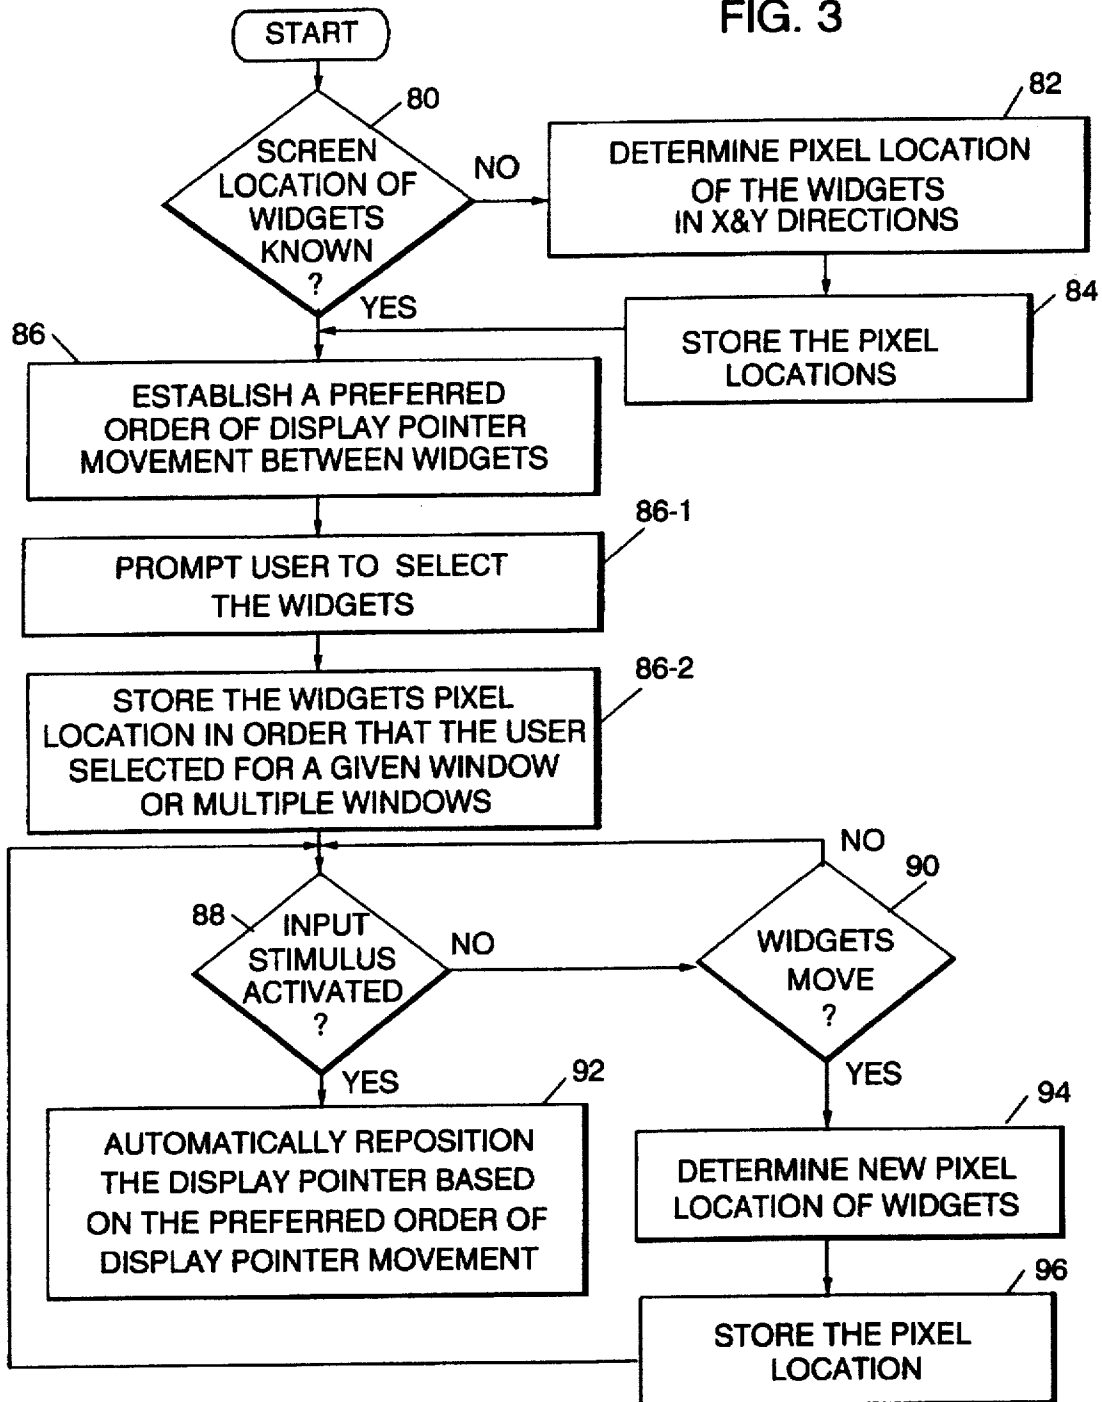 FIG. 3
START
80
SCREEN
LOCATION OF
WIDGETS
KNOWN
?
NO
YES
82
DETERMINE PIXEL LOCATION
OF THE WIDGETS
IN X&Y DIRECTIONS
84
STORE THE PIXEL
LOCATIONS
86
ESTABLISH A PREFERRED
ORDER OF DISPLAY POINTER
MOVEMENT BETWEEN WIDGETS
86-1
PROMPT USER TO SELECT
THE WIDGETS
86-2
STORE THE WIDGETS PIXEL
LOCATION IN ORDER THAT THE USER
SELECTED FOR A GIVEN WINDOW
OR MULTIPLE WINDOWS
88
INPUT
STIMULUS
ACTIVATED
?
NO
YES
90
WIDGETS
MOVE
?
NO
YES
92
AUTOMATICALLY REPOSITION
THE DISPLAY POINTER BASED
ON THE PREFERRED ORDER OF
DISPLAY POINTER MOVEMENT
94
DETERMINE NEW PIXEL
LOCATION OF WIDGETS
96
STORE THE PIXEL
LOCATION